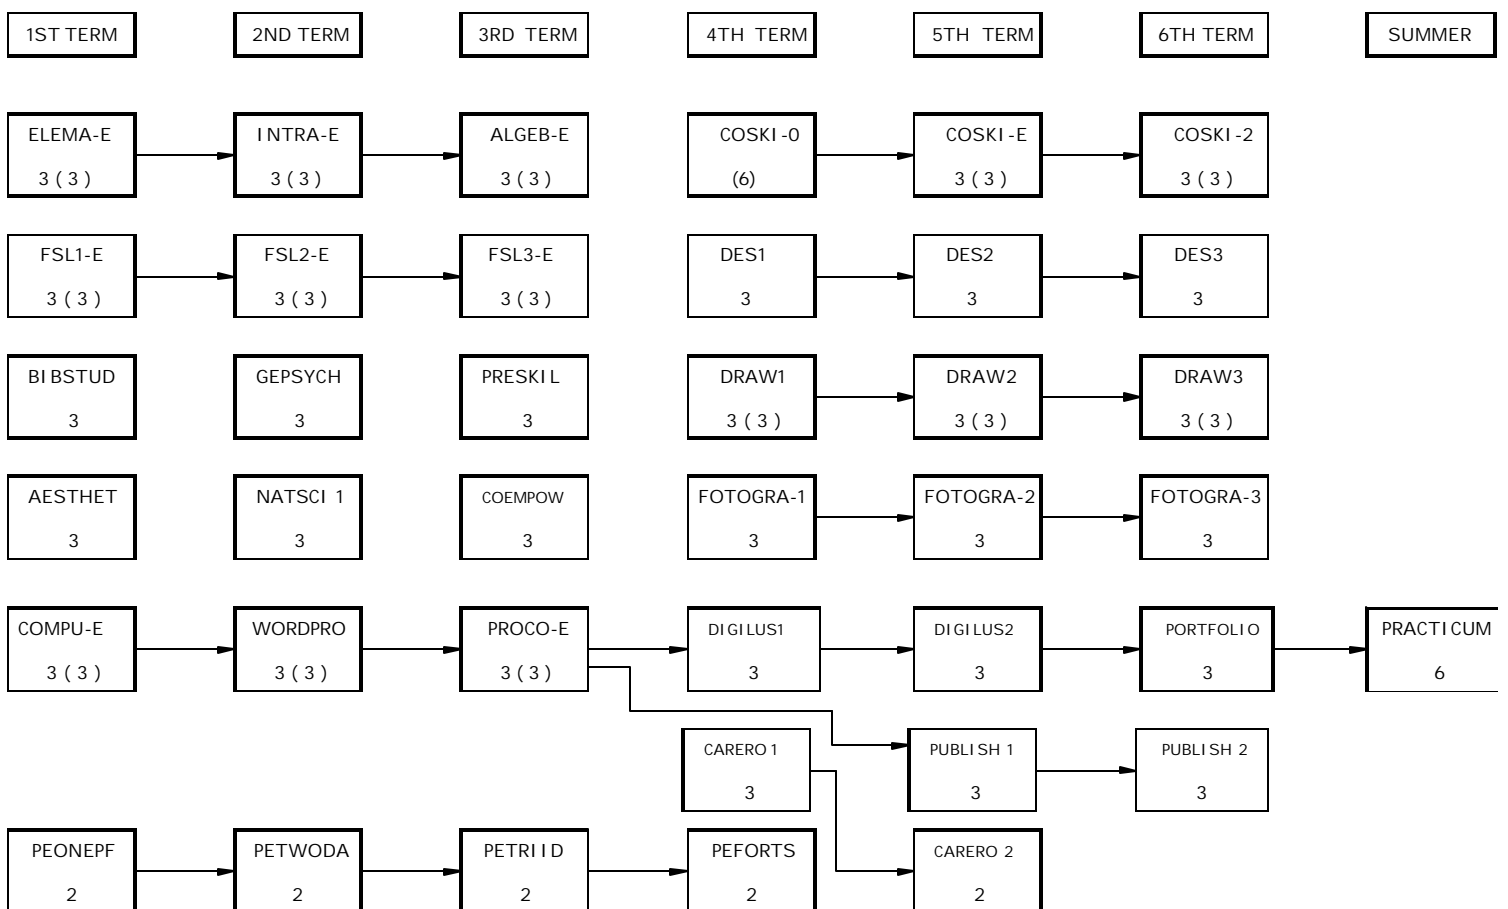 1ST TERM 2ND TERM 3RD TERM 4TH TERM 5TH TERM 6TH TERM SUMMER
ELEMA-E INTRA-E ALGEB-E COSKI-0 COSKI-E COSKI-2
3 ( 3 ) 3 ( 3 ) 3 ( 3 ) (6) 3 ( 3 ) 3 ( 3 )
FSL1-E FSL2-E FSL3-E DES1 DES2 DES3
3 ( 3 ) 3 ( 3 ) 3 ( 3 ) 3 3 3
BIBSTUD GEPSYCH PRESKIL DRAW1 DRAW2 DRAW3
3 3 3 3 ( 3 ) 3 ( 3 ) 3 ( 3 )
AESTHET NATSCI 1 COEMPOW FOTOGRA-1 FOTOGRA-2 FOTOGRA-3
3 3 3 3 3 3
COMPU-E WORDPRO PROCO-E DIGILUS1 DIGILUS2 PORTFOLIO PRACTICUM
3 ( 3 ) 3 ( 3 ) 3 ( 3 ) 3 3 3 6
CARERO 1 PUBLISH 1 PUBLISH 2
3 3 3
PEONEPF PETWODA PETRIID PEFORTS CARERO 2
2 2 2 2 2